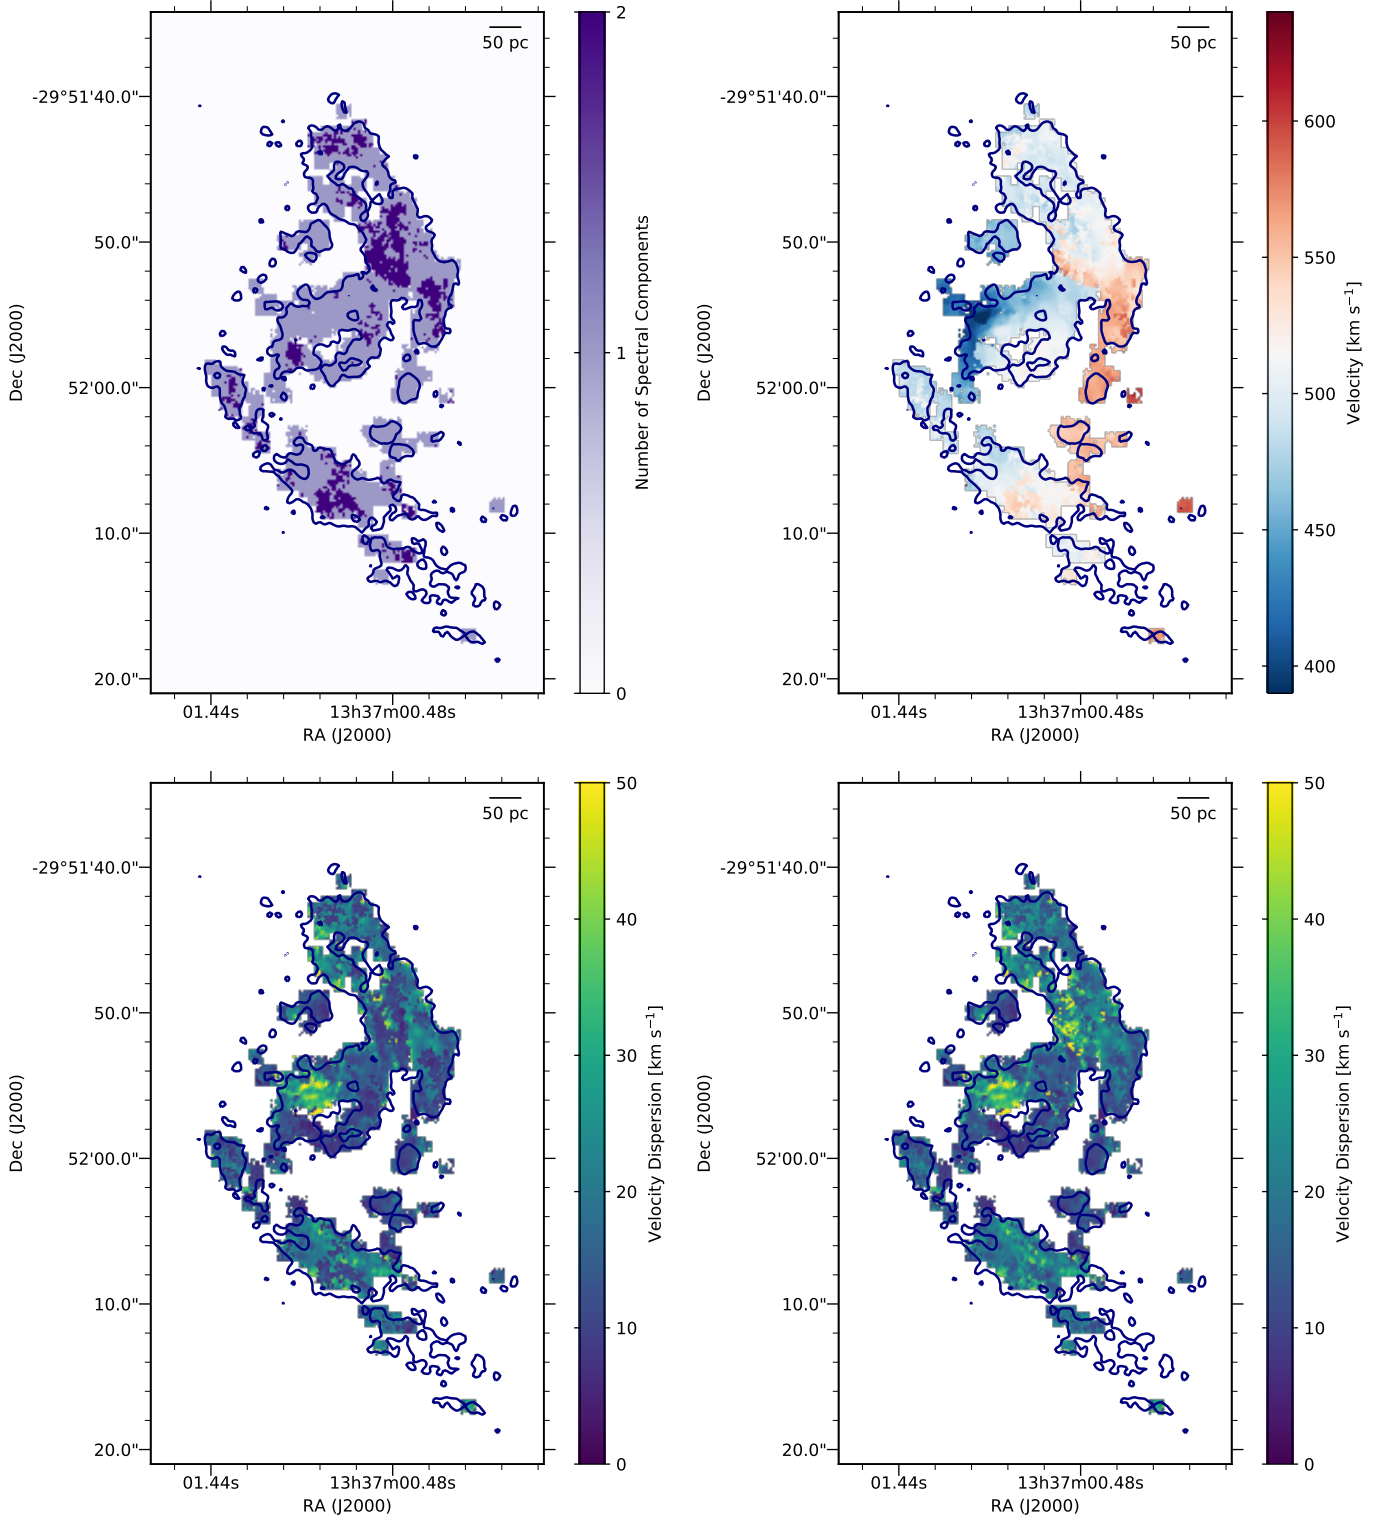 50 pc
-29°51'40.0"
50.0"
52'00.0"
10.0"
20.0"
01.44s
13h37m00.48s
RA (J2000)
Dec (J2000)
2
1
0
Number of Spectral Components
50 pc
-29°51'40.0"
50.0"
52'00.0"
10.0"
20.0"
01.44s
13h37m00.48s
RA (J2000)
Dec (J2000)
600
550
500
450
400
Velocity [km s⁻¹]
50 pc
-29°51'40.0"
50.0"
52'00.0"
10.0"
20.0"
01.44s
13h37m00.48s
RA (J2000)
Dec (J2000)
50
40
30
20
10
0
Velocity Dispersion [km s⁻¹]
50 pc
-29°51'40.0"
50.0"
52'00.0"
10.0"
20.0"
01.44s
13h37m00.48s
RA (J2000)
Dec (J2000)
50
40
30
20
10
0
Velocity Dispersion [km s⁻¹]